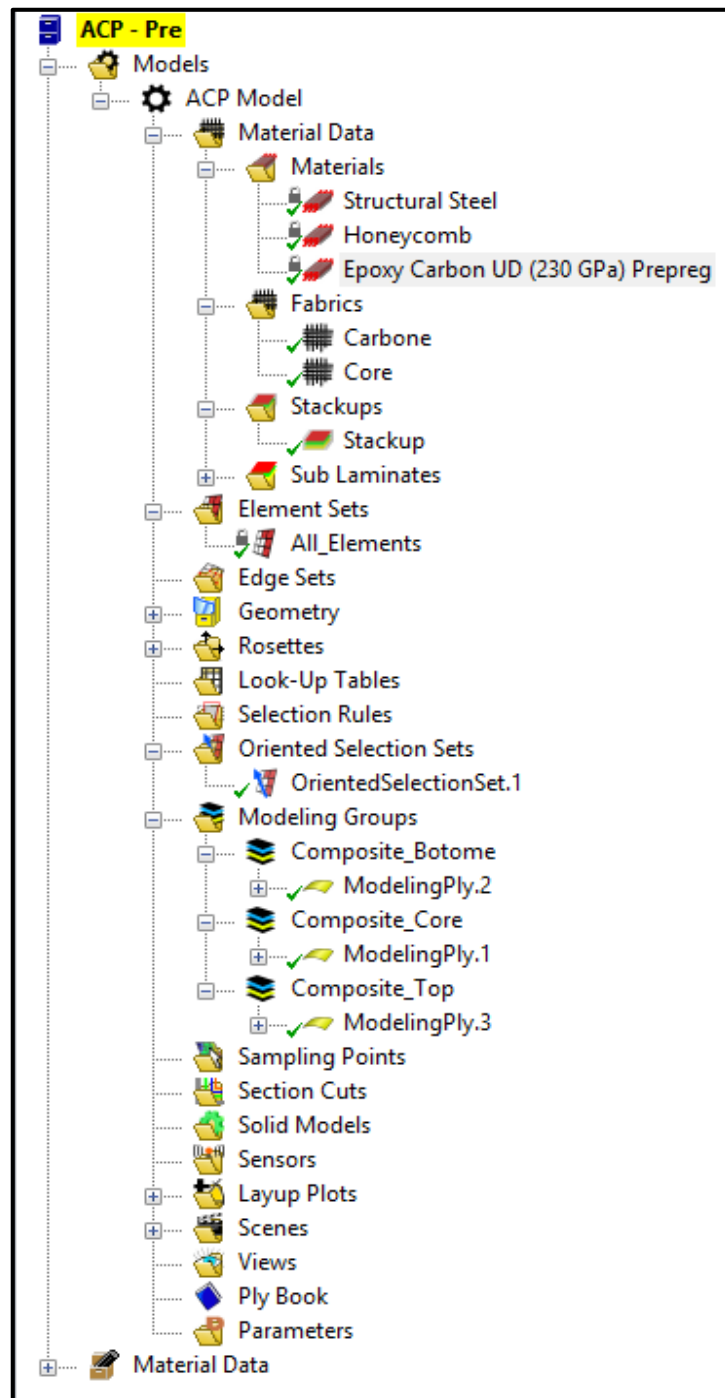 ACP - Pre
Models
ACP Model
Material Data
Materials
Structural Steel
Honeycomb
Epoxy Carbon UD (230 GPa) Prepreg
Fabrics
Carbone
Core
Stackups
Stackup
Sub Laminates
Element Sets
All_Elements
Edge Sets
Geometry
Rosettes
Look-Up Tables
Selection Rules
Oriented Selection Sets
OrientedSelectionSet.1
Modeling Groups
Composite_Botome
ModelingPly.2
Composite_Core
ModelingPly.1
Composite_Top
ModelingPly.3
Sampling Points
Section Cuts
Solid Models
Sensors
Layup Plots
Scenes
Views
Ply Book
Parameters
Material Data